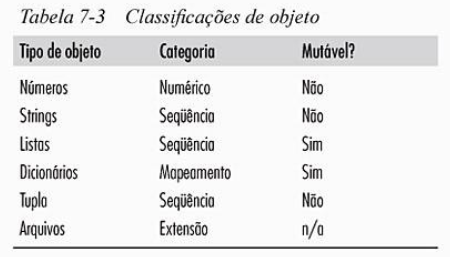 Tabela 7-3 Classificações de objeto
Tipo de objeto Categoria Mutável?
Números Numérico Não
Strings Seqüência Não
Listas Seqüência Sim
Dicionários Mapeamento Sim
Tupla Seqüência Não
Arquivos Extensão n/a